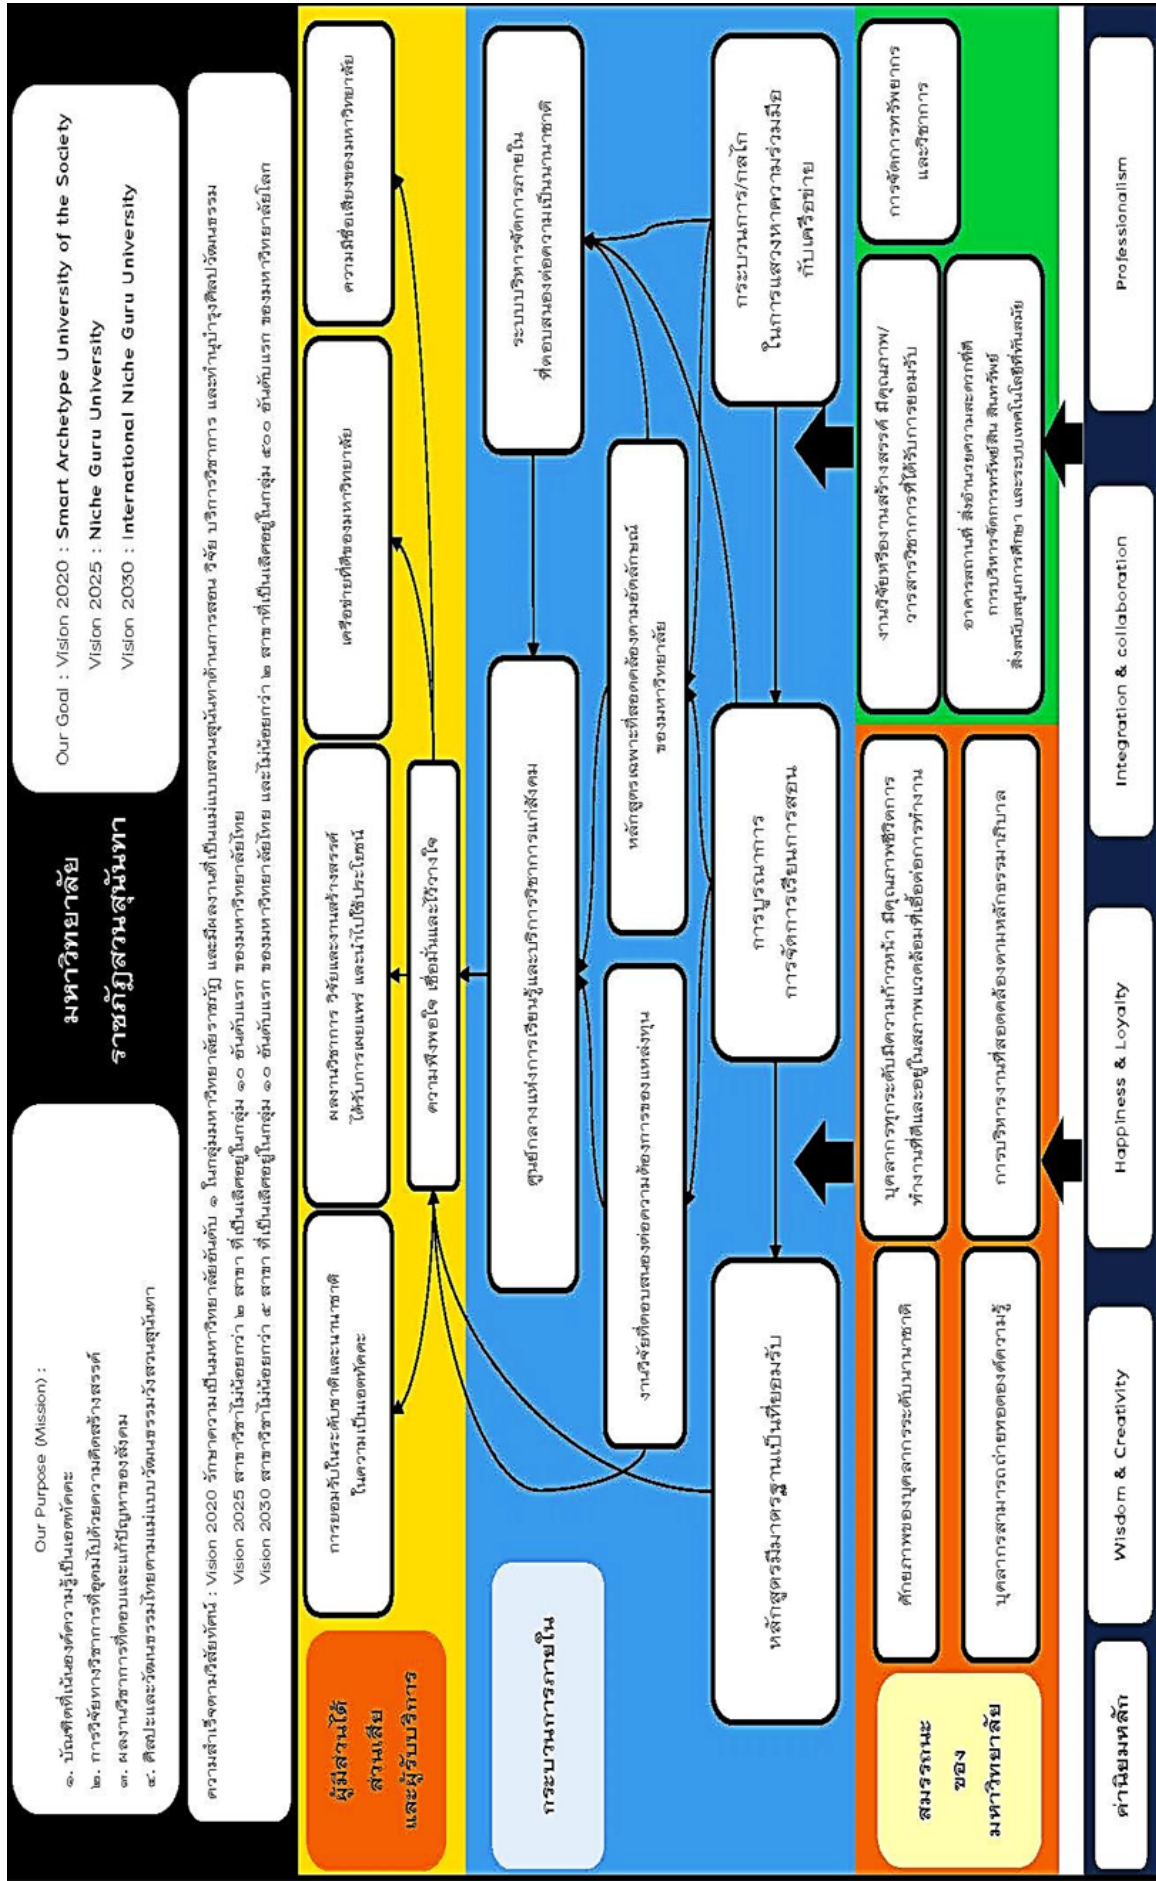 มหาวิทยาลัย
ราชภัฏสวนสุนันทา
Our Purpose (Mission) :
๑. บัณฑิตที่เน้นองค์ความรู้เป็นเอตทัคคะ
๒. การวิจัยทางวิชาการที่อุดมไปด้วยความคิดสร้างสรรค์
๓. ผลงานวิชาการที่ตอบและแก้ปัญหาของสังคม
๔. ศิลปะและวัฒนธรรมไทยตามแม่แบบวัฒนธรรมวังสวนสุนันทา
Our Goal : Vision 2020 : Smart Archetype University of the Society
Vision 2025 : Niche Guru University
Vision 2030 : International Niche Guru University
ความสำเร็จตามวิสัยทัศน์ : Vision 2020 รักษาความเป็นมหาวิทยาลัยอันดับ ๑ ในกลุ่มมหาวิทยาลัยราชภัฏ และมีผลงานที่เป็นแม่แบบสวนสุนันทาด้านการสอน วิจัย บริการวิชาการ และทำนุบำรุงศิลปวัฒนธรรม
Vision 2025 สาขาวิชาไม่น้อยกว่า ๒ สาขา ที่เป็นเลิศอยู่ในกลุ่ม ๑๐ อันดับแรก ของมหาวิทยาลัยไทย
Vision 2030 สาขาวิชาไม่น้อยกว่า ๔ สาขา ที่เป็นเลิศอยู่ในกลุ่ม ๑๐ อันดับแรก ของมหาวิทยาลัยไทย และไม่น้อยกว่า ๒ สาขาที่เป็นเลิศอยู่ในกลุ่ม ๕๐๐ อันดับแรก ของมหาวิทยาลัยโลก
ผู้มีส่วนได้
ส่วนเสีย
และผู้รับบริการ
การยอมรับในระดับชาติและนานาชาติ
ในความเป็นเอตทัคคะ
ผลงานวิชาการ วิจัยและงานสร้างสรรค์
ได้รับการเผยแพร่ และนำไปใช้ประโยชน์
เครือข่ายที่ดีของมหาวิทยาลัย
ความมีชื่อเสียงของมหาวิทยาลัย
ความพึงพอใจ เชื่อมั่นและไว้วางใจ
กระบวนการภายใน
ศูนย์กลางแห่งการเรียนรู้และบริการวิชาการแก่สังคม
ระบบบริหารจัดการภายใน
ที่ตอบสนองต่อความเป็นนานาชาติ
งานวิจัยที่ตอบสนองต่อความต้องการของแหล่งทุน
หลักสูตรเฉพาะที่สอดคล้องตามอัตลักษณ์
ของมหาวิทยาลัย
หลักสูตรมีมาตรฐานเป็นที่ยอมรับ
การบูรณาการ
การจัดการเรียนการสอน
กระบวนการ/กลไก
ในการแสวงหาความร่วมมือ
กับเครือข่าย
สมรรถนะ
ของ
มหาวิทยาลัย
ศักยภาพของบุคลากรระดับนานาชาติ
บุคลากรทุกระดับมีความก้าวหน้า มีคุณภาพชีวิตการ
ทำงานที่ดีและอยู่ในสภาพแวดล้อมที่เอื้อต่อการทำงาน
งานวิจัยหรืองานสร้างสรรค์ มีคุณภาพ/
วารสารวิชาการที่ได้รับการยอมรับ
การจัดการทรัพยากร
และวิชาการ
บุคลากรสามารถถ่ายทอดองค์ความรู้
การบริหารงานที่สอดคล้องตามหลักธรรมาภิบาล
อาคารสถานที่ สิ่งอำนวยความสะดวกที่ดี
การบริหารจัดการทรัพย์สิน สินทรัพย์
สิ่งสนับสนุนการศึกษา และระบบเทคโนโลยีที่ทันสมัย
ค่านิยมหลัก
Wisdom & Creativity
Happiness & Loyalty
Integration & collaboration
Professionalism